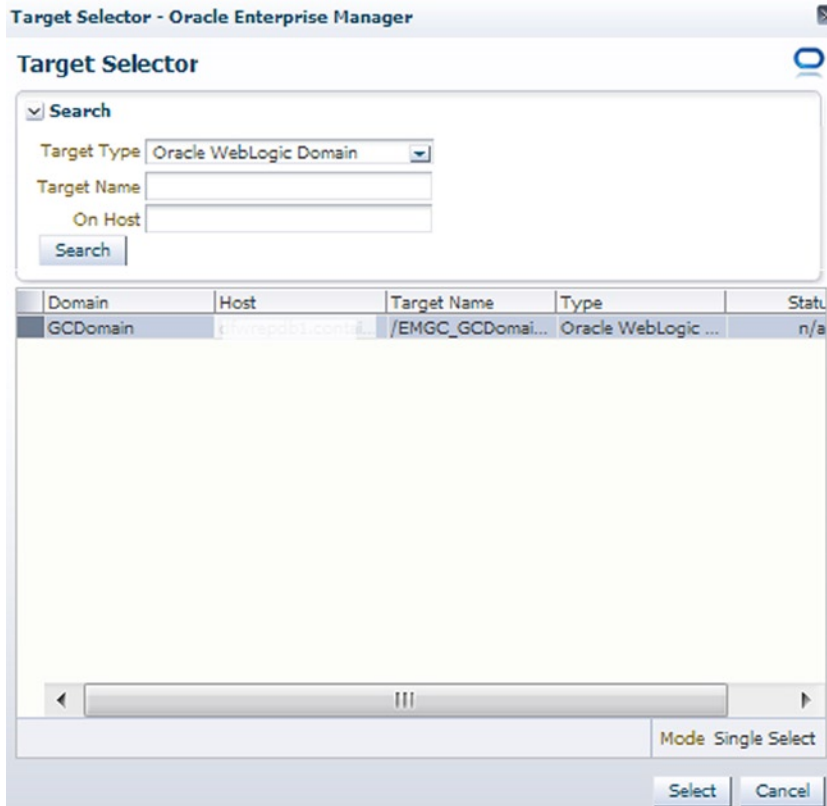 Target Selector - Oracle Enterprise Manager
Target Selector
Search
Target Type Oracle WebLogic Domain
Target Name
On Host
Search
Domain Host Target Name Type Statu
GCDomain /EMGC_GCDomai... Oracle WebLogic ... n/a
Mode Single Select
Select Cancel